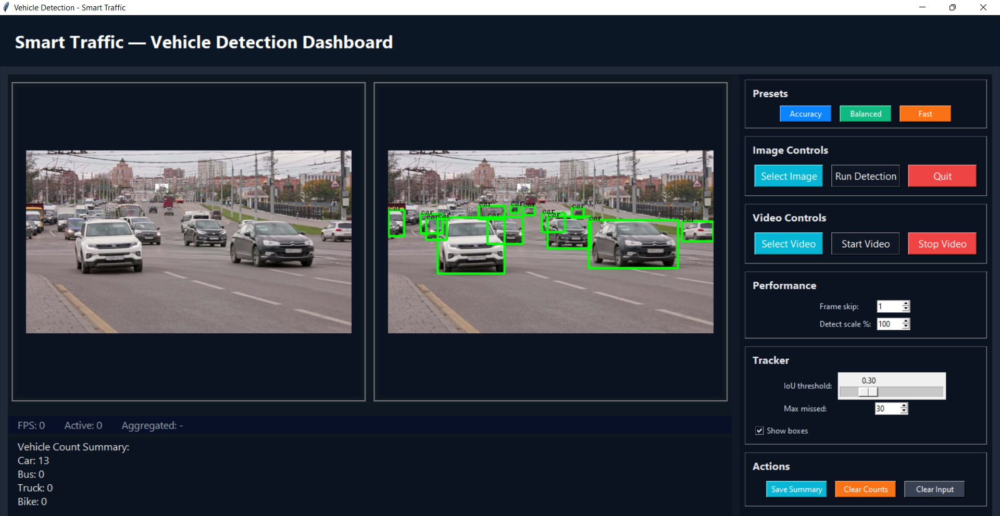 Vehicle Detection - Smart Traffic
Smart Traffic — Vehicle Detection Dashboard
car
car
car
car
car
car
car
car
car
car
car
car
car
Presets
Accuracy Balanced Fast
Image Controls
Select Image Run Detection Quit
Video Controls
Select Video Start Video Stop Video
Performance
Frame skip: 1
Detect scale %: 100
Tracker
0.30
IoU threshold:
Max missed: 30
Show boxes
Actions
Save Summary Clear Counts Clear Input
FPS: 0 Active: 0 Aggregated: -
Vehicle Count Summary:
Car: 13
Bus: 0
Truck: 0
Bike: 0